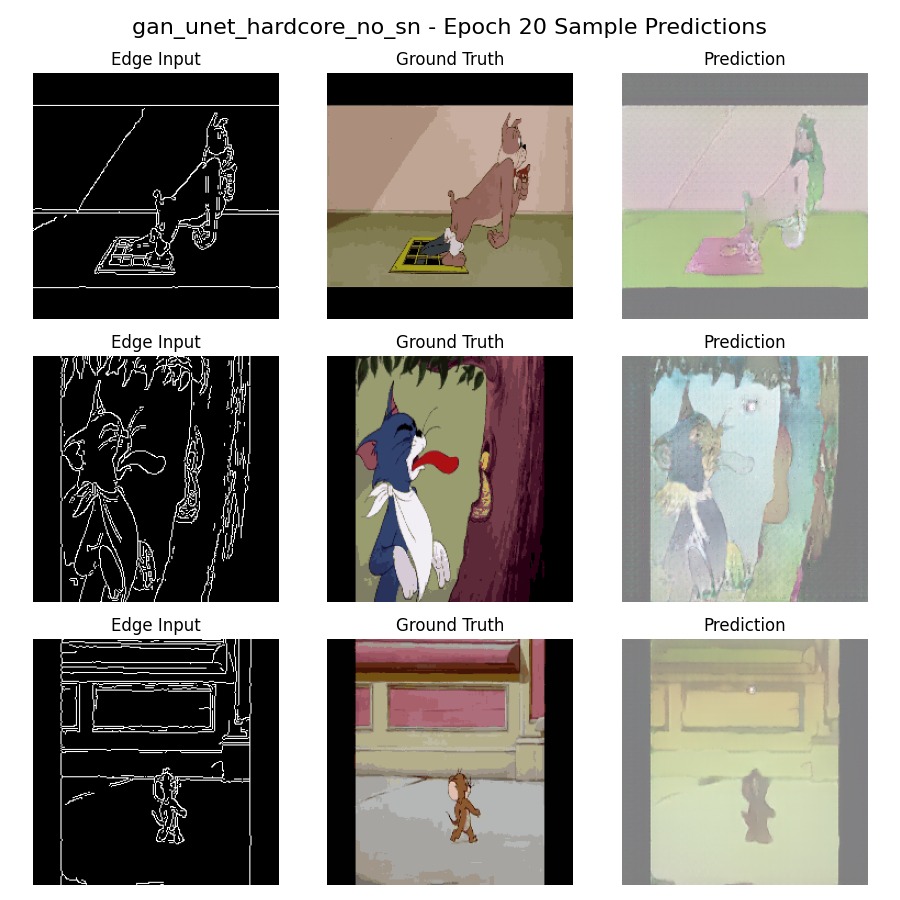 gan_unet_hardcore_no_sn - Epoch 20 Sample Predictions
Edge Input
Ground Truth
Prediction
Edge Input
Ground Truth
Prediction
Edge Input
Ground Truth
Prediction